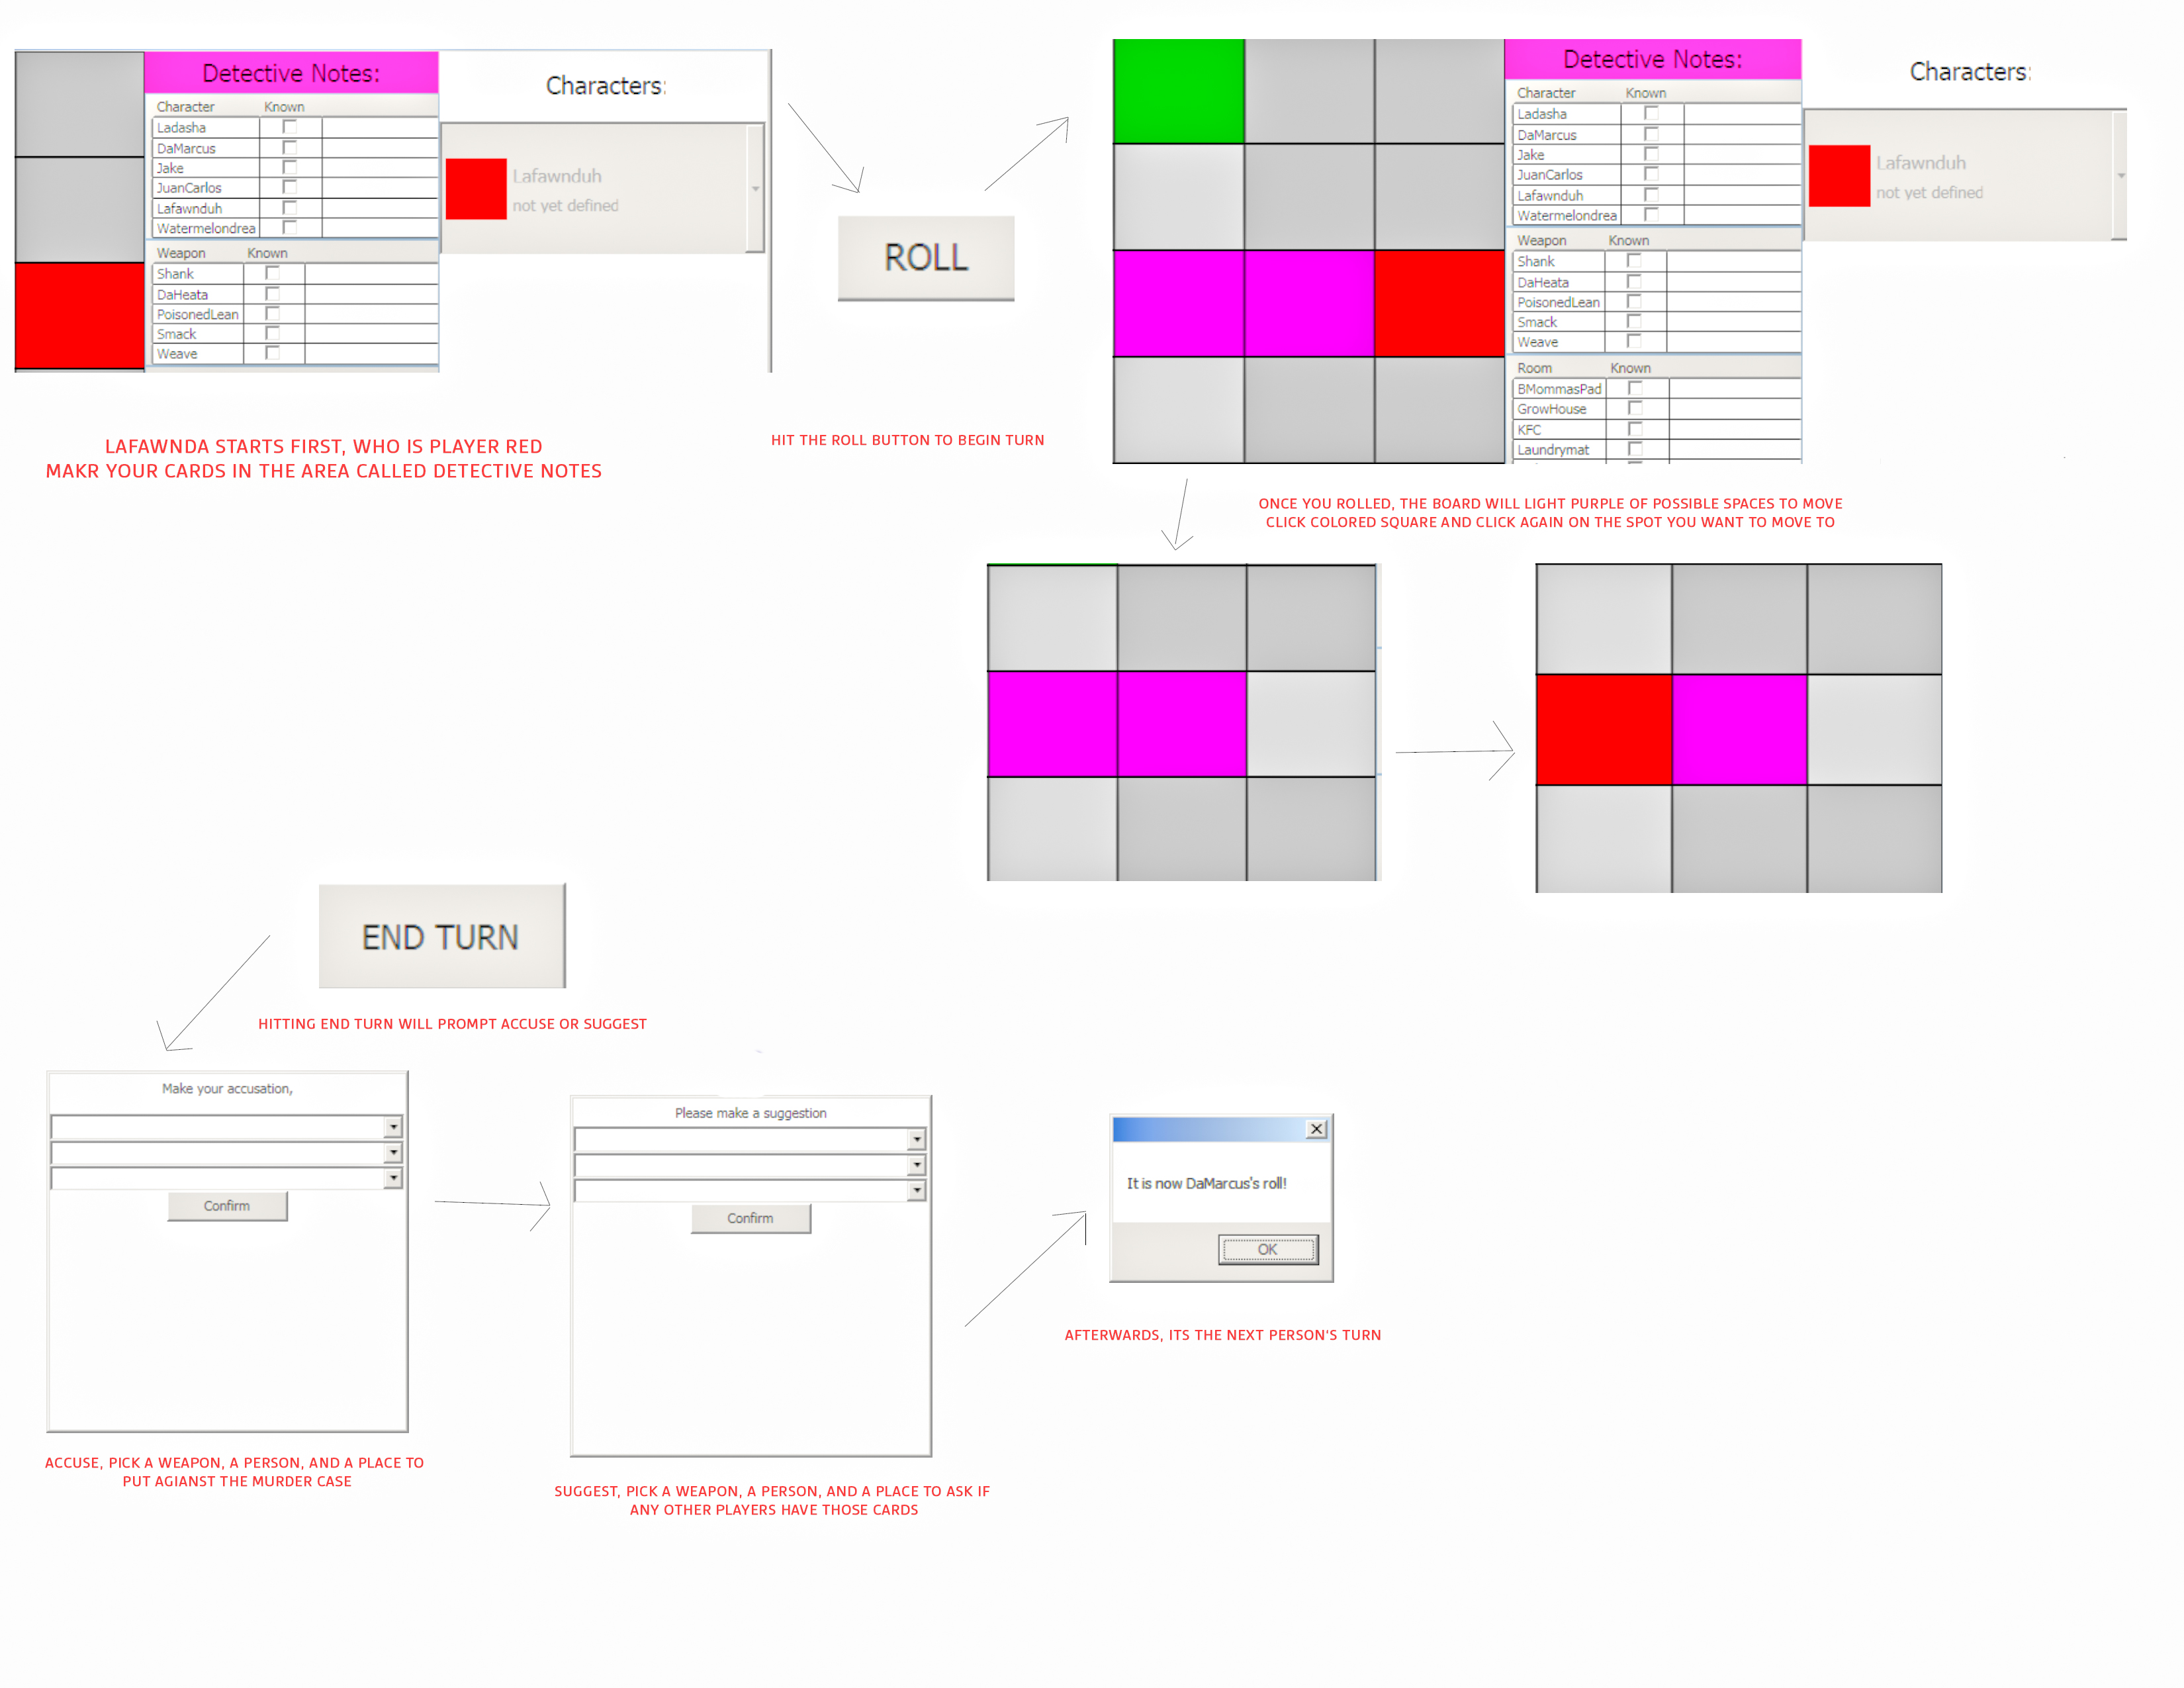 Detective Notes:
Character Known
Ladasha
DaMarcus
Jake
JuanCarlos
Lafawnduh
Watermelondrea
Weapon Known
Shank
DaHeata
PoisonedLean
Smack
Weave
Characters:
Lafawnduh
not yet defined
LAFAWNDA STARTS FIRST, WHO IS PLAYER RED
MAKR YOUR CARDS IN THE AREA CALLED DETECTIVE NOTES
ROLL
HIT THE ROLL BUTTON TO BEGIN TURN
Detective Notes:
Character Known
Ladasha
DaMarcus
Jake
JuanCarlos
Lafawnduh
Watermelondrea
Weapon Known
Shank
DaHeata
PoisonedLean
Smack
Weave
Room Known
BMommasPad
GrowHouse
KFC
Laundrymat
Characters:
Lafawnduh
not yet defined
ONCE YOU ROLLED, THE BOARD WILL LIGHT PURPLE OF POSSIBLE SPACES TO MOVE
CLICK COLORED SQUARE AND CLICK AGAIN ON THE SPOT YOU WANT TO MOVE TO
END TURN
HITTING END TURN WILL PROMPT ACCUSE OR SUGGEST
Make your accusation,
Confirm
ACCUSE, PICK A WEAPON, A PERSON, AND A PLACE TO
PUT AGIANST THE MURDER CASE
Please make a suggestion
Confirm
SUGGEST, PICK A WEAPON, A PERSON, AND A PLACE TO ASK IF
ANY OTHER PLAYERS HAVE THOSE CARDS
It is now DaMarcus's roll!
OK
AFTERWARDS, ITS THE NEXT PERSON'S TURN